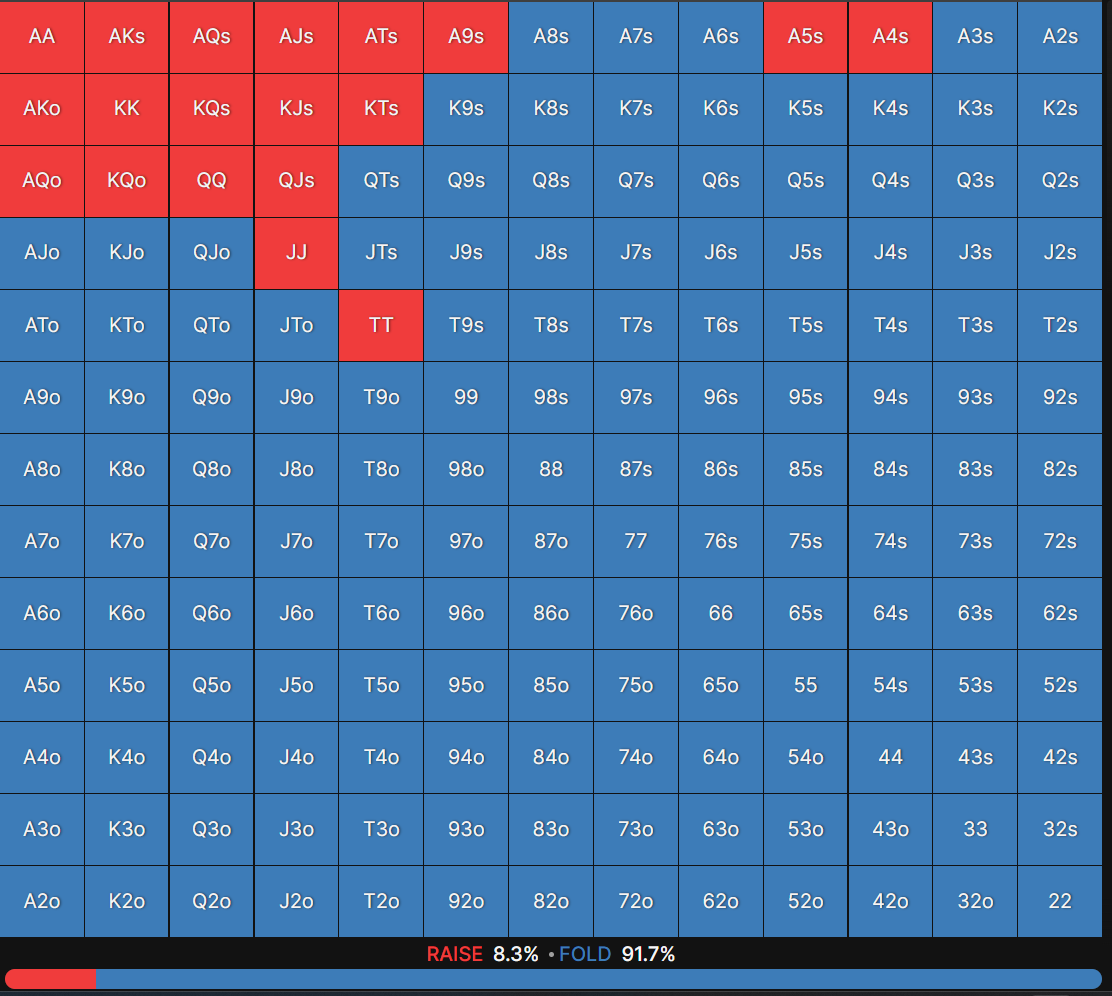 AA AKs AQs AJs ATs A9s A8s A7s A6s A5s A4s A3s A2s
AKo KK KQs KJs KTs K9s K8s K7s K6s K5s K4s K3s K2s
AQo KQo QQ QJs QTs Q9s Q8s Q7s Q6s Q5s Q4s Q3s Q2s
AJo KJo QJo JJ JTs J9s J8s J7s J6s J5s J4s J3s J2s
ATo KTo QTo JTo TT T9s T8s T7s T6s T5s T4s T3s T2s
A9o K9o Q9o J9o T9o 99 98s 97s 96s 95s 94s 93s 92s
A8o K8o Q8o J8o T8o 98o 88 87s 86s 85s 84s 83s 82s
A7o K7o Q7o J7o T7o 97o 87o 77 76s 75s 74s 73s 72s
A6o K6o Q6o J6o T6o 96o 86o 76o 66 65s 64s 63s 62s
A5o K5o Q5o J5o T5o 95o 85o 75o 65o 55 54s 53s 52s
A4o K4o Q4o J4o T4o 94o 84o 74o 64o 54o 44 43s 42s
A3o K3o Q3o J3o T3o 93o 83o 73o 63o 53o 43o 33 32s
A2o K2o Q2o J2o T2o 92o 82o 72o 62o 52o 42o 32o 22
RAISE 8.3% • FOLD 91.7%